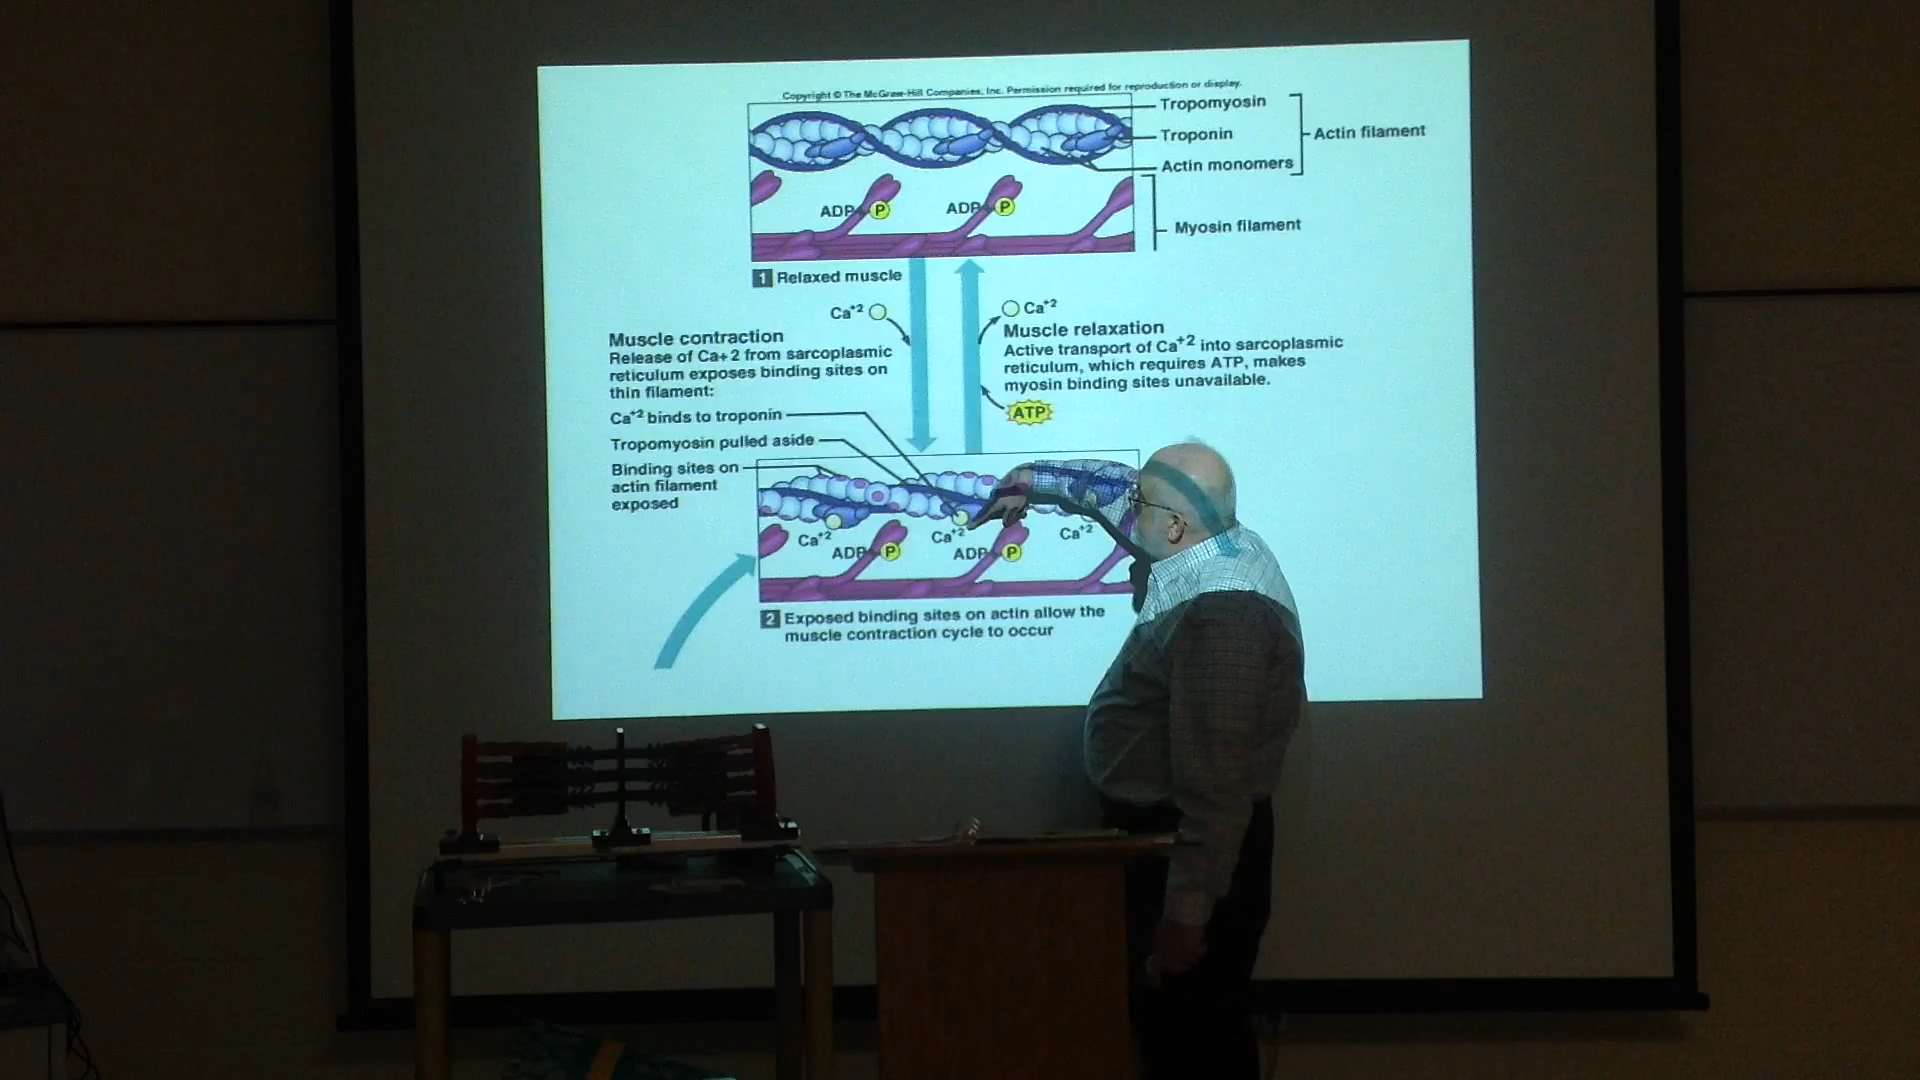 Copyright © The McGraw-Hill Companies, Inc. Permission required for reproduction or display.
Tropomyosin
Troponin
Actin monomers
Actin filament
ADP P
ADP P
Myosin filament
1 Relaxed muscle
Ca+2
Ca+2
Muscle contraction
Release of Ca+2 from sarcoplasmic
reticulum exposes binding sites on
thin filament:
Muscle relaxation
Active transport of Ca+2 into sarcoplasmic
reticulum, which requires ATP, makes
myosin binding sites unavailable.
ATP
Ca+2 binds to troponin
Tropomyosin pulled aside
Binding sites on
actin filament
exposed
Ca+2
Ca+2
Ca+2
ADP P
ADP P
2 Exposed binding sites on actin allow the
muscle contraction cycle to occur